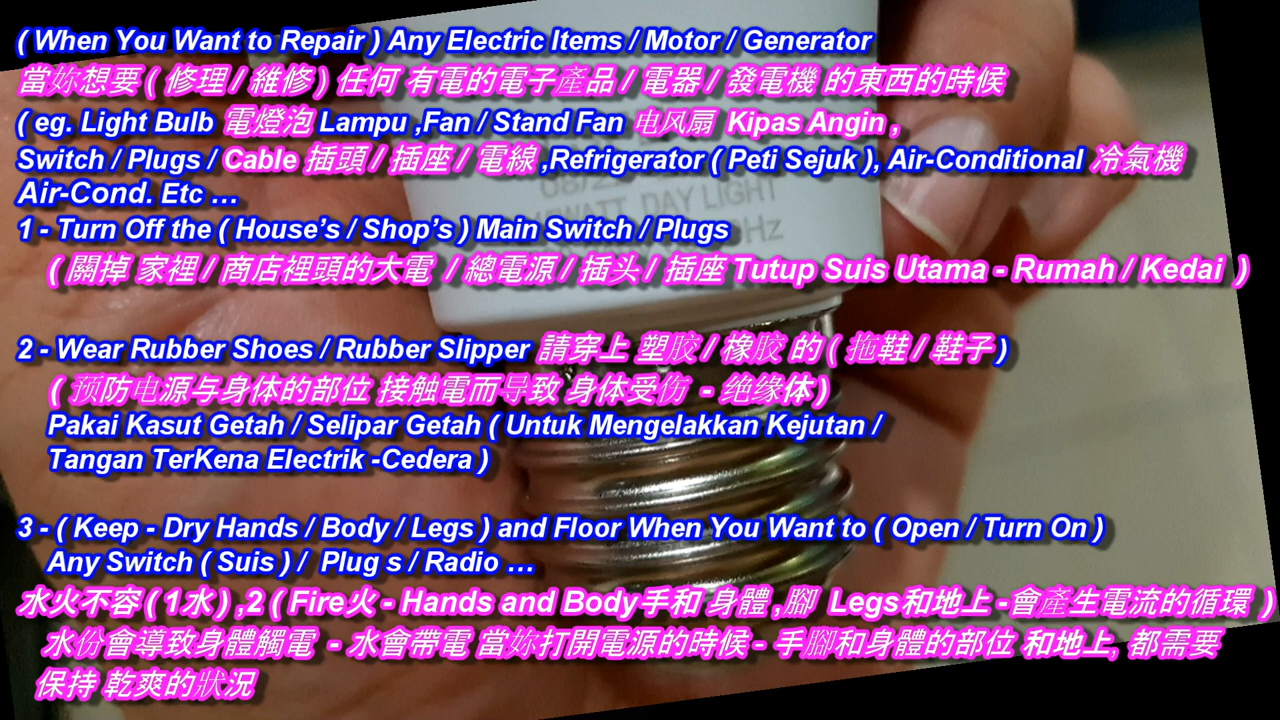 ( When You Want to Repair ) Any Electric Items / Motor / Generator
當妳想要 ( 修理 / 維修 ) 任何 有電的電子產品 / 電器 / 發電機 的東西的時候
( eg. Light Bulb 電燈泡 Lampu ,Fan / Stand Fan 电风扇 Kipas Angin ,
Switch / Plugs / Cable 插頭 / 插座 / 電線 ,Refrigerator ( Peti Sejuk ), Air-Conditional 冷氣機
Air-Cond. Etc ...
08/2
WATT DAY LIGHT
Hz
1 - Turn Off the ( House’s / Shop’s ) Main Switch / Plugs
( 關掉 家裡 / 商店裡頭的大電 / 總電源 / 插头 / 插座 Tutup Suis Utama - Rumah / Kedai )
2 - Wear Rubber Shoes / Rubber Slipper 請穿上 塑胶 / 橡胶 的 ( 拖鞋 / 鞋子 )
( 预防电源与身体的部位 接触電而导致 身体受伤 - 绝缘体 )
Pakai Kasut Getah / Selipar Getah ( Untuk Mengelakkan Kejutan /
Tangan TerKena Electrik -Cedera )
3 - ( Keep - Dry Hands / Body / Legs ) and Floor When You Want to ( Open / Turn On )
Any Switch ( Suis ) / Plug s / Radio ...
水火不容 ( 1水 ) ,2 ( Fire火 - Hands and Body手和 身體 ,腳 Legs和地上 -會產生電流的循環 )
水份會導致身體觸電 - 水會帶電 當妳打開電源的時候 - 手腳和身體的部位 和地上, 都需要
保持 乾爽的狀況